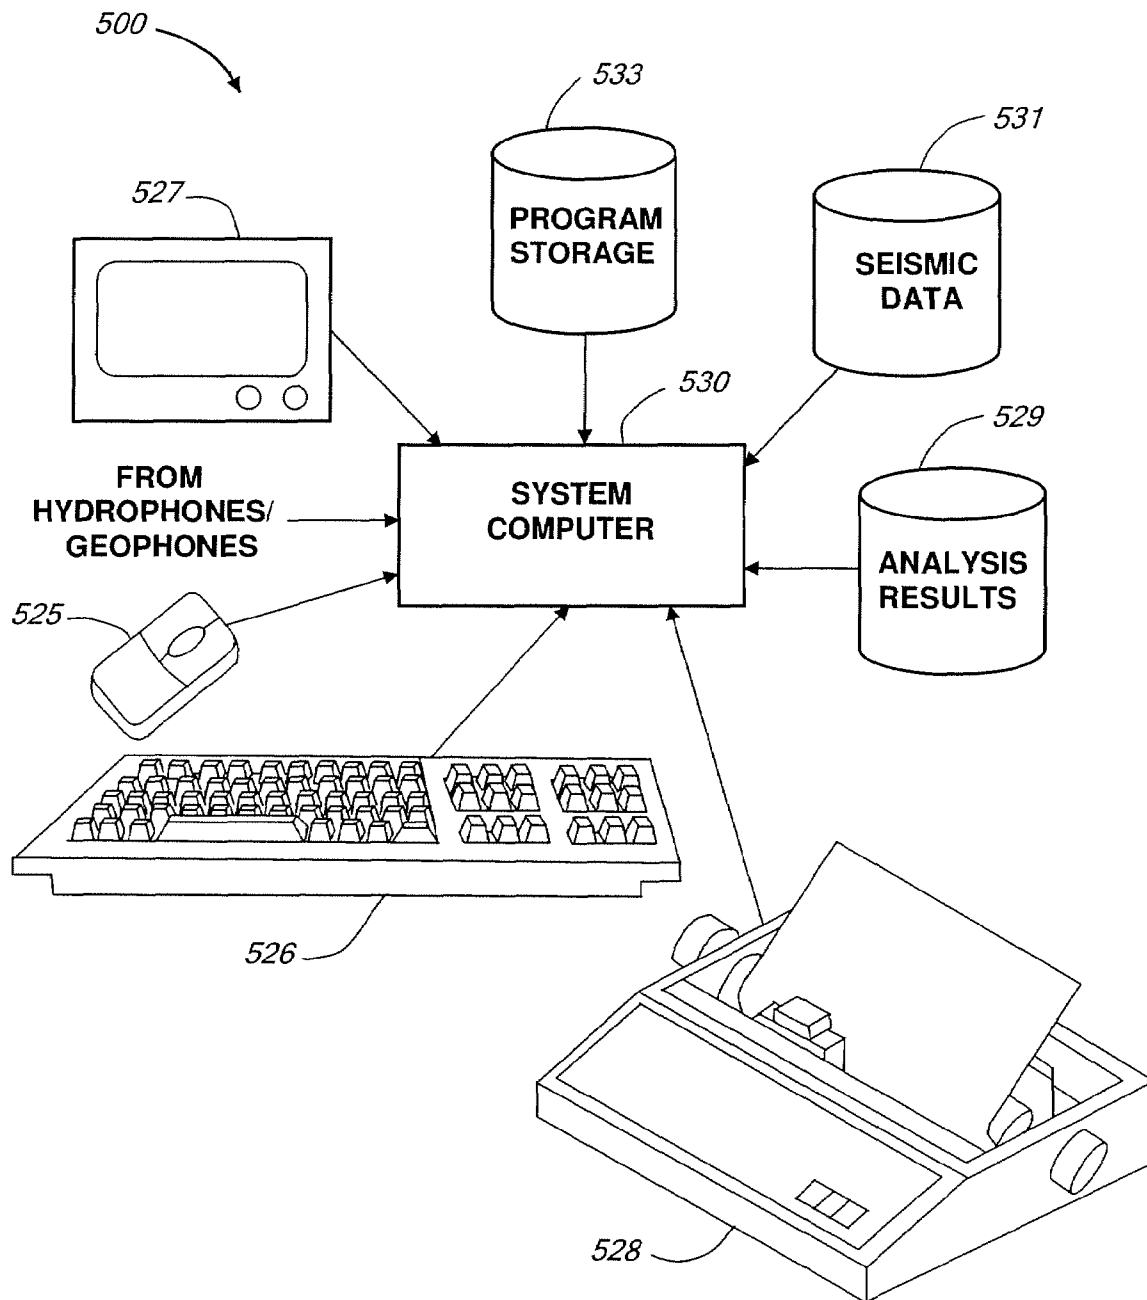 500
533
531
527
PROGRAM
STORAGE
SEISMIC
DATA
530
529
FROM
HYDROPHONES/
GEOPHONES
SYSTEM
COMPUTER
ANALYSIS
RESULTS
525
526
528